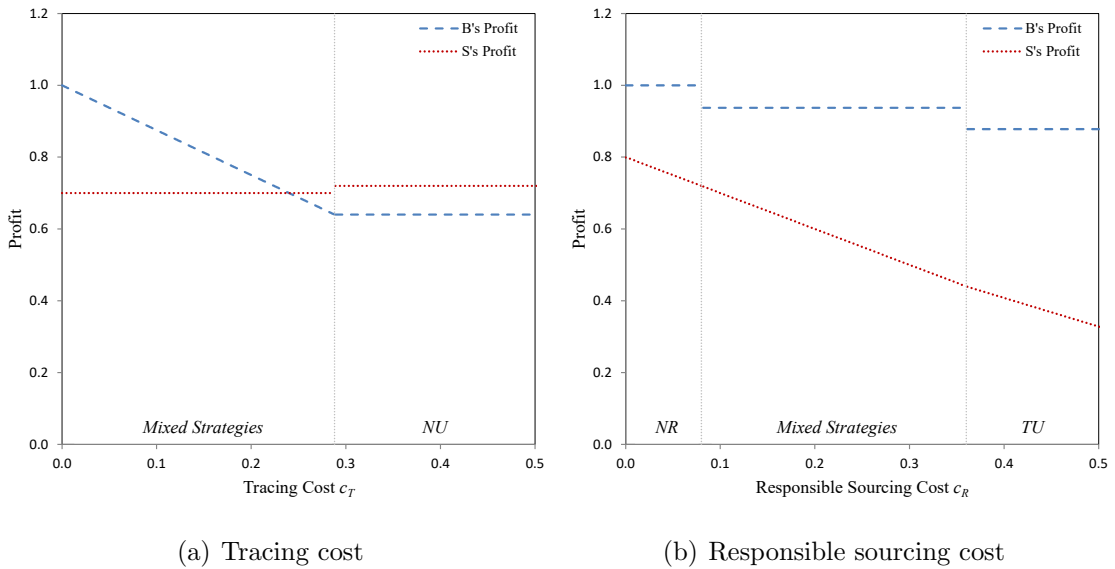 1.2
1.0
0.8
0.6
0.4
0.2
0.0
Profit
B's Profit
S's Profit
Mixed Strategies
NU
0.0 0.1 0.2 0.3 0.4 0.5
Tracing Cost c_T
(a) Tracing cost
1.2
1.0
0.8
0.6
0.4
0.2
0.0
Profit
B's Profit
S's Profit
NR
Mixed Strategies
TU
0.0 0.1 0.2 0.3 0.4 0.5
Responsible Sourcing Cost c_R
(b) Responsible sourcing cost